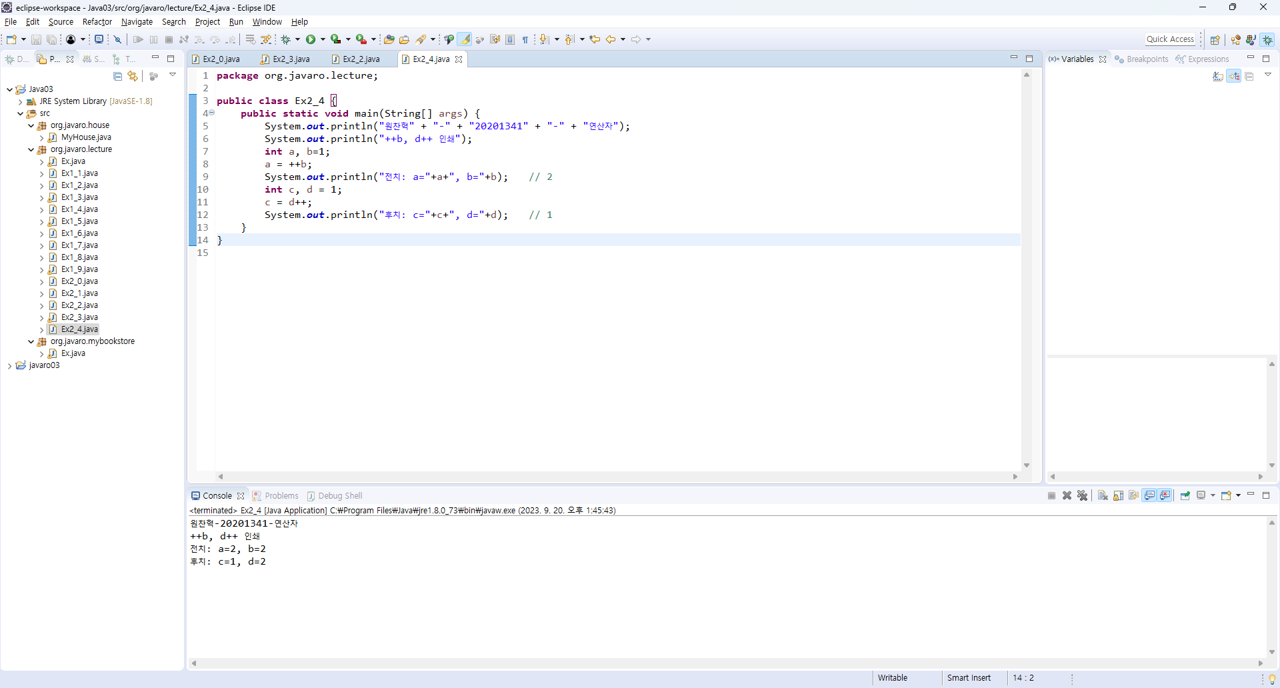 eclipse-workspace - Java03/src/org/javaro/lecture/Ex2_4.java - Eclipse IDE
File Edit Source Refactor Navigate Search Project Run Window Help
Quick Access
D... P... S... T...
Java03
JRE System Library [JavaSE-1.8]
src
org.javaro.house
MyHouse.java
org.javaro.lecture
Ex.java
Ex1_1.java
Ex1_2.java
Ex1_3.java
Ex1_4.java
Ex1_5.java
Ex1_6.java
Ex1_7.java
Ex1_8.java
Ex1_9.java
Ex2_0.java
Ex2_1.java
Ex2_2.java
Ex2_3.java
Ex2_4.java
org.javaro.mybookstore
Ex.java
javaro03
Ex2_0.java Ex2_3.java Ex2_2.java Ex2_4.java
1 package org.javaro.lecture;
2
3 public class Ex2_4 {
4 public static void main(String[] args) {
5 System.out.println("원찬혁" + "-" + "20201341" + "-" + "연산자");
6 System.out.println("++b, d++ 인쇄");
7 int a, b=1;
8 a = ++b;
9 System.out.println("전치: a="+a+", b="+b); // 2
10 int c, d = 1;
11 c = d++;
12 System.out.println("후치: c="+c+", d="+d); // 1
13 }
14 }
15
Variables Breakpoints Expressions
Console Problems Debug Shell
<terminated> Ex2_4 [Java Application] C:₩Program Files₩Java₩jre1.8.0_73₩bin₩javaw.exe (2023. 9. 20. 오후 1:45:43)
원찬혁-20201341-연산자
++b, d++ 인쇄
전치: a=2, b=2
후치: c=1, d=2
Writable Smart Insert 14 : 2